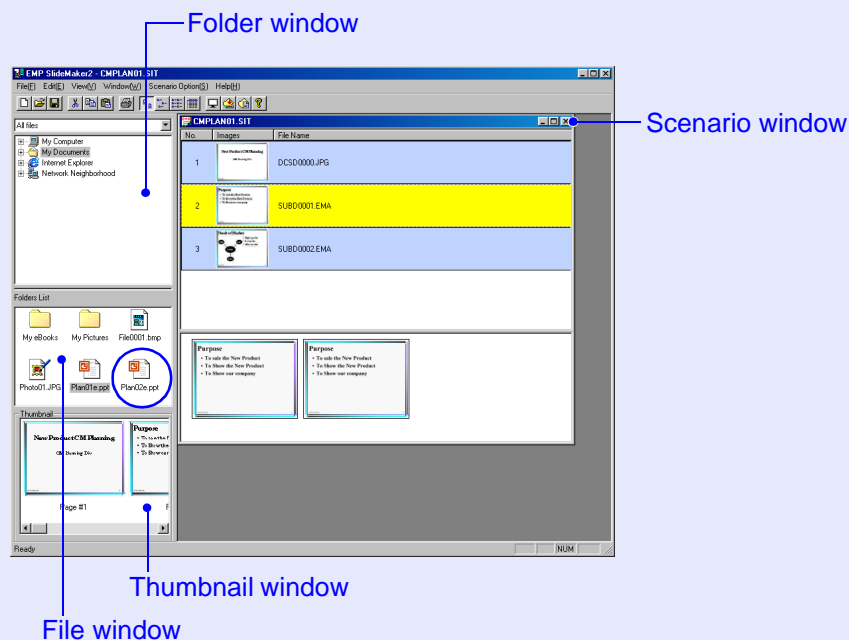 Folder window
EMP SlideMaker2 - CMPLAN01.SIT
File(F) Edit(E) View(V) Window(W) Scenario Option(S) Help(H)
All files
My Computer
My Documents
Internet Explorer
Network Neighborhood
CMPLAN01.SIT
Scenario window
No. Images File Name
1 New Product CM Planning DCSD0000.JPG
2 Purpose SUBD0001.EMA
3 SUBD0002.EMA
Folders List
My eBooks My Pictures File0001.bmp
Photo01.JPG Plan01e.ppt Plan02e.ppt
Purpose
• To sale the New Product
• To Show the New Product
• To Show our company
Purpose
• To sale the New Product
• To Show the New Product
• To Show our company
Thumbnail
New Product CM Planning
Purpose
Page #1
Ready NUM
Thumbnail window
File window